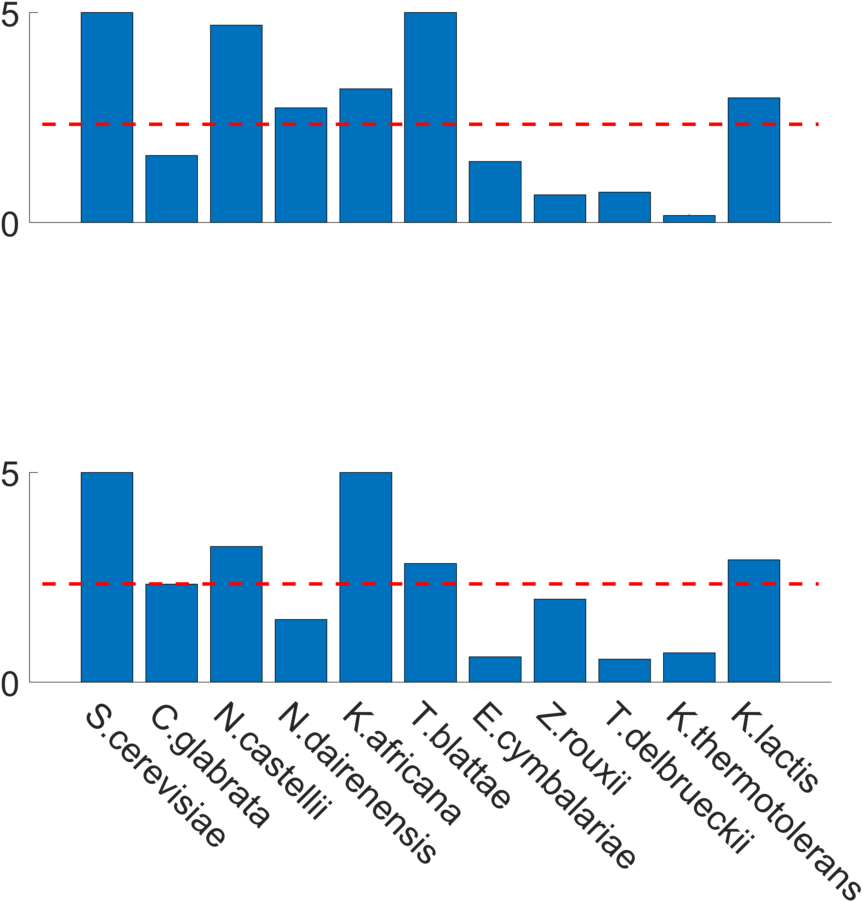 5
0
5
0
S.cerevisiae
C.glabrata
N.castellii
N.dairenensis
K.africana
T.blattae
E.cymbalariae
Z.rouxii
T.delbrueckii
K.thermotolerans
K.lactis